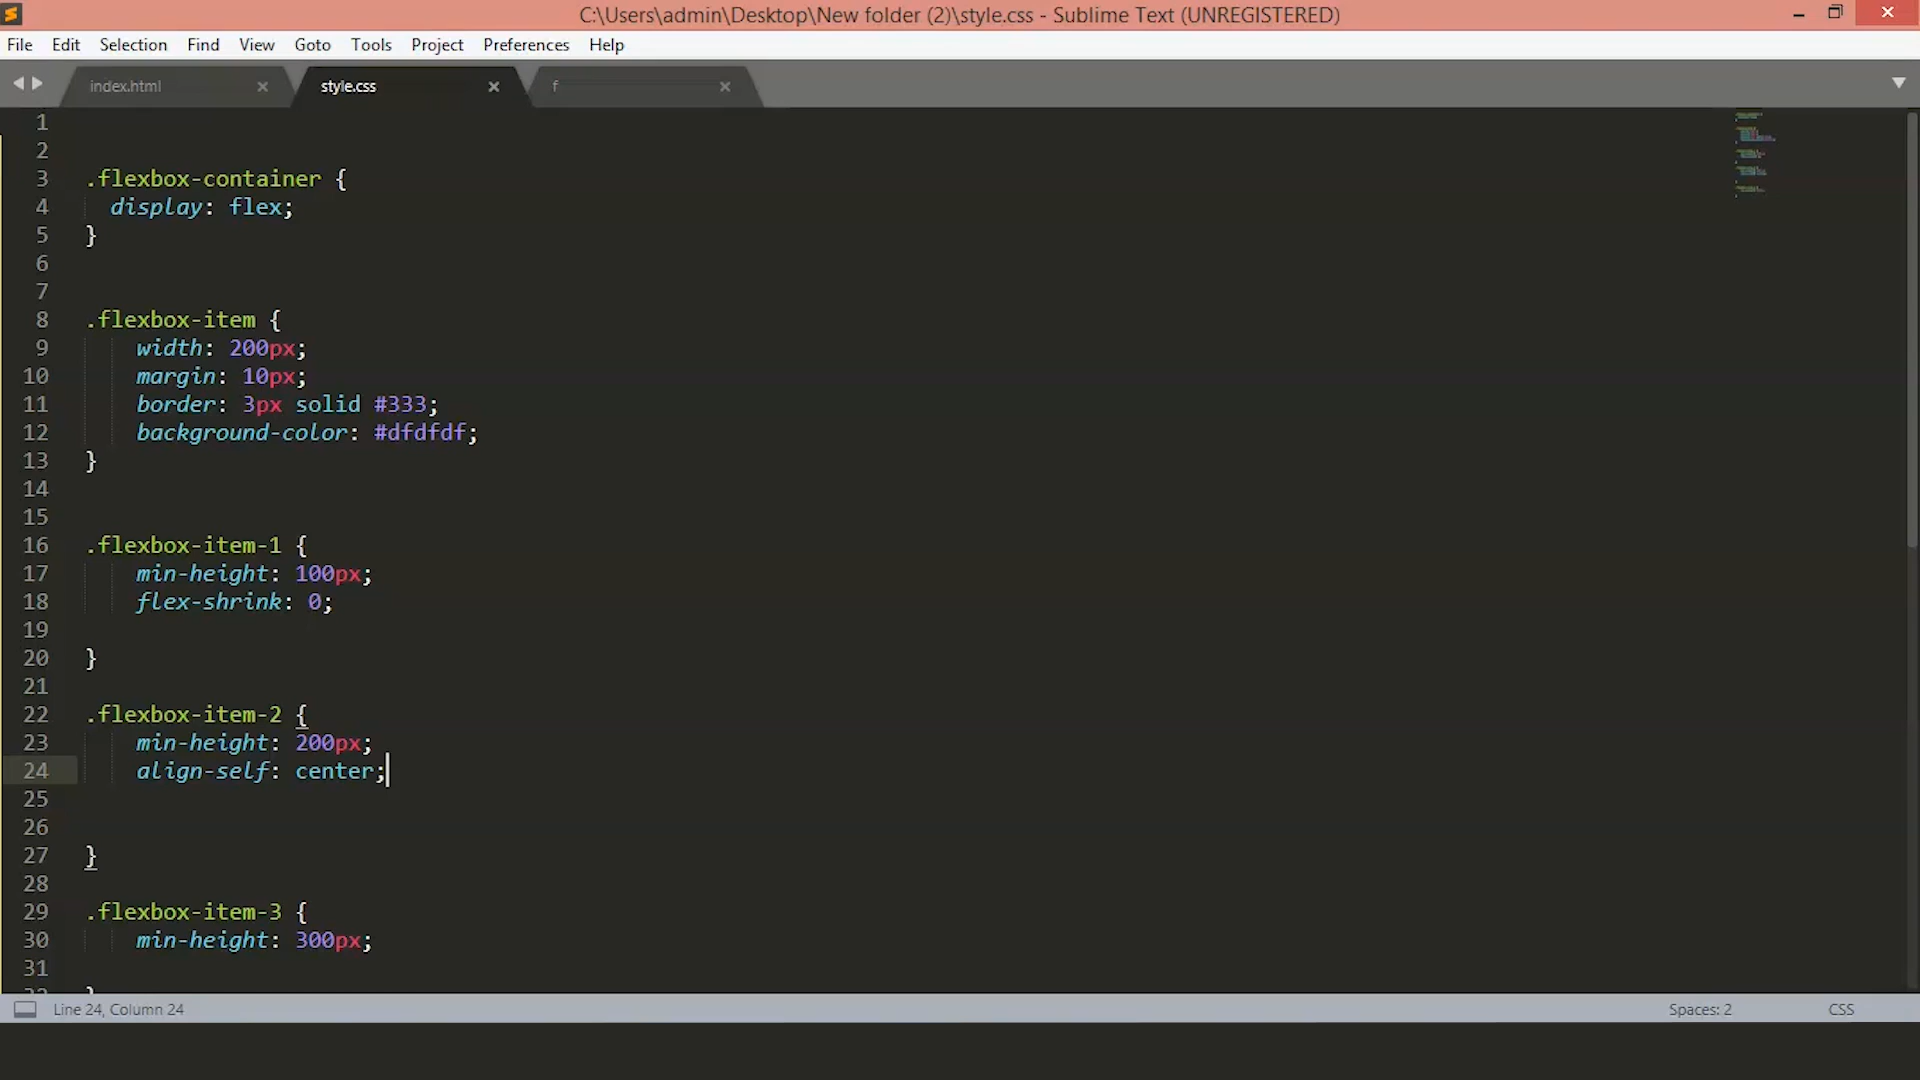 C:\Users\admin\Desktop\New folder (2)\style.css - Sublime Text (UNREGISTERED)
File Edit Selection Find View Goto Tools Project Preferences Help
index.html style.css f
1
2
3 .flexbox-container {
4 display: flex;
5 }
6
7
8 .flexbox-item {
9 width: 200px;
10 margin: 10px;
11 border: 3px solid #333;
12 background-color: #dfdfdf;
13 }
14
15
16 .flexbox-item-1 {
17 min-height: 100px;
18 flex-shrink: 0;
19
20 }
21
22 .flexbox-item-2 {
23 min-height: 200px;
24 align-self: center;
25
26
27 }
28
29 .flexbox-item-3 {
30 min-height: 300px;
31
Line 24, Column 24 Spaces: 2 CSS